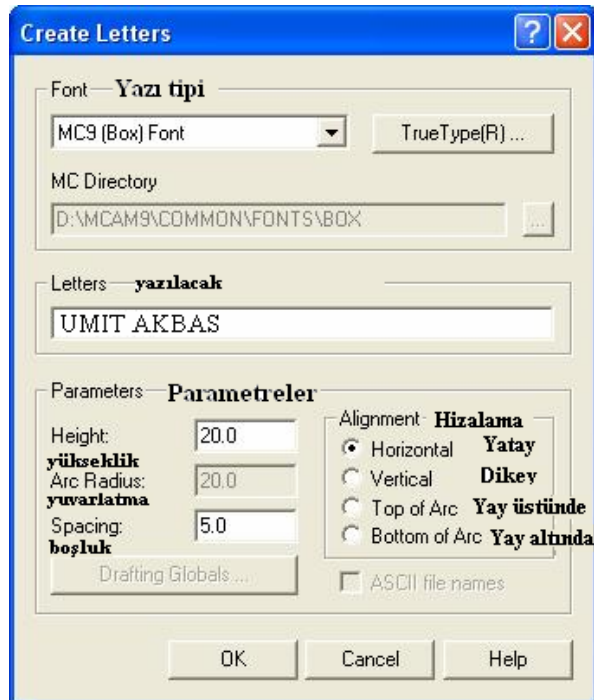 Create Letters
Font Yazı tipi
MC9 (Box) Font TrueType(R) ...
MC Directory
D:\MCAM9\COMMON\FONTS\BOX ...
Letters yazılacak
UMIT AKBAS
Parameters Parametreler
Alignment Hizalama
Height: 20.0
yükseklik
Horizontal Yatay
Arc Radius: 20.0
yuvarlatma
Vertical Dikey
Spacing: 5.0
boşluk
Top of Arc Yay üstünde
Bottom of Arc Yay altında
Drafting Globals ...
ASCII file names
OK Cancel Help